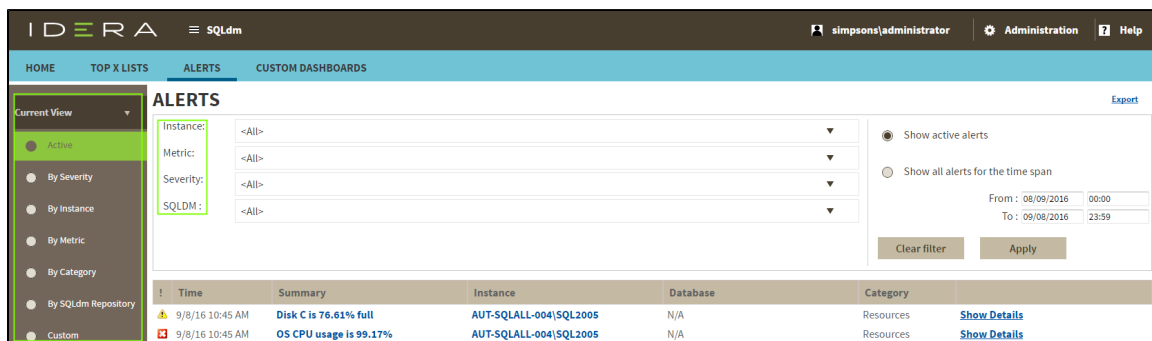 IDERA ≡ SQLdm simpsons\administrator Administration ? Help
HOME TOP X LISTS ALERTS CUSTOM DASHBOARDS
Current View
Active
By Severity
By Instance
By Metric
By Category
By SQLdm Repository
Custom
ALERTS Export
Instance: <All>
Metric: <All>
Severity: <All>
SQLDM : <All>
Show active alerts
Show all alerts for the time span
From : 08/09/2016 00:00
To : 09/08/2016 23:59
Clear filter Apply
! Time Summary Instance Database Category
9/8/16 10:45 AM Disk C is 76.61% full AUT-SQLALL-004\SQL2005 N/A Resources Show Details
9/8/16 10:45 AM OS CPU usage is 99.17% AUT-SQLALL-004\SQL2005 N/A Resources Show Details